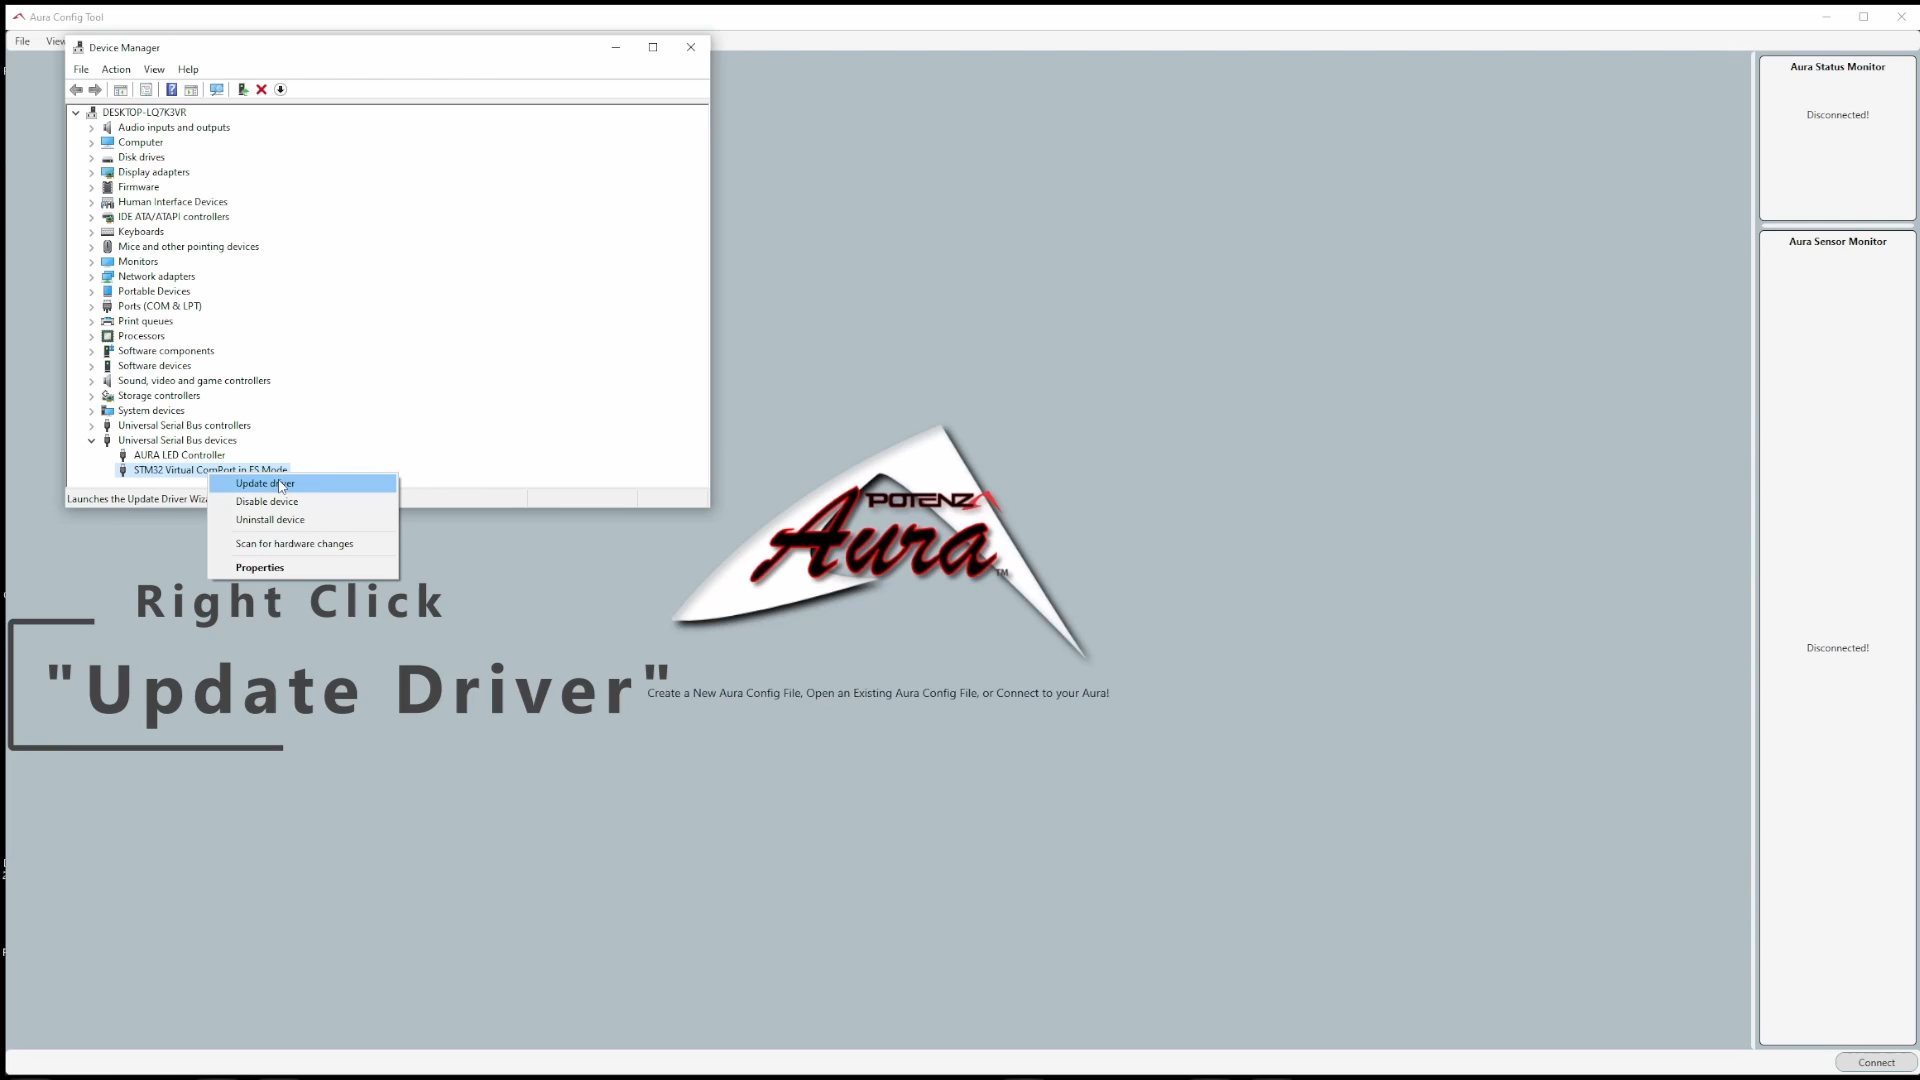 Aura Config Tool
File View
Device Manager
File Action View Help
DESKTOP-LQ7K3VR
Audio inputs and outputs
Computer
Disk drives
Display adapters
Firmware
Human Interface Devices
IDE ATA/ATAPI controllers
Keyboards
Mice and other pointing devices
Monitors
Network adapters
Portable Devices
Ports (COM & LPT)
Print queues
Processors
Software components
Software devices
Sound, video and game controllers
Storage controllers
System devices
Universal Serial Bus controllers
Universal Serial Bus devices
AURA LED Controller
STM32 Virtual ComPort in FS Mode
Launches the Update Driver
Update driver
Disable device
Uninstall device
Scan for hardware changes
Properties
Right Click
"Update Driver"
POTENZA
Aura
TM
Create a New Aura Config File, Open an Existing Aura Config File, or Connect to your Aura!
Aura Status Monitor
Disconnected!
Aura Sensor Monitor
Disconnected!
Connect